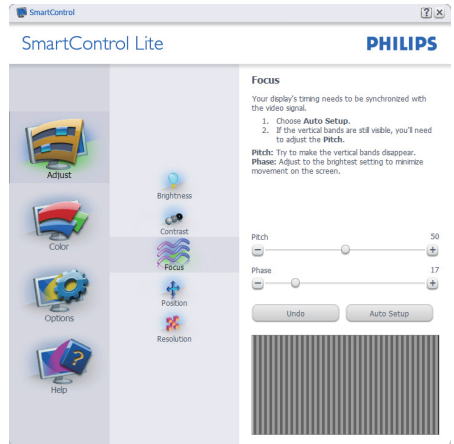 SmartControl
SmartControl Lite
PHILIPS
Adjust
Color
Options
Help
Brightness
Contrast
Focus
Position
Resolution
Focus
Your display's timing needs to be synchronized with
the video signal.
1. Choose Auto Setup.
2. If the vertical bands are still visible, you'll need
to adjust the Pitch.
Pitch: Try to make the vertical bands disappear.
Phase: Adjust to the brightest setting to minimize
movement on the screen.
Pitch 50
Phase 17
Undo Auto Setup